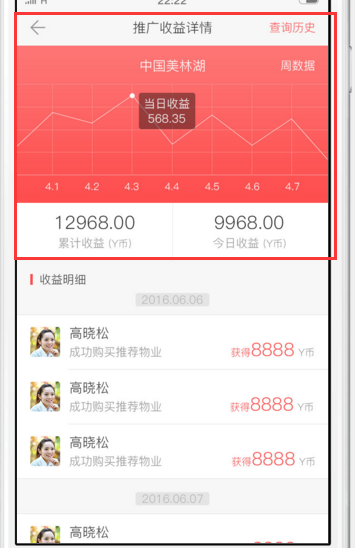 22:22
推广收益详情 查询历史
中国美林湖 周数据
当日收益
568.35
4.1 4.2 4.3 4.4 4.5 4.6 4.7
12968.00 9968.00
累计收益 (Y币) 今日收益 (Y币)
收益明细
2016.06.06
高晓松
成功购买推荐物业 获得8888 Y币
高晓松
成功购买推荐物业 获得8888 Y币
高晓松
成功购买推荐物业 获得8888 Y币
2016.06.07
高晓松